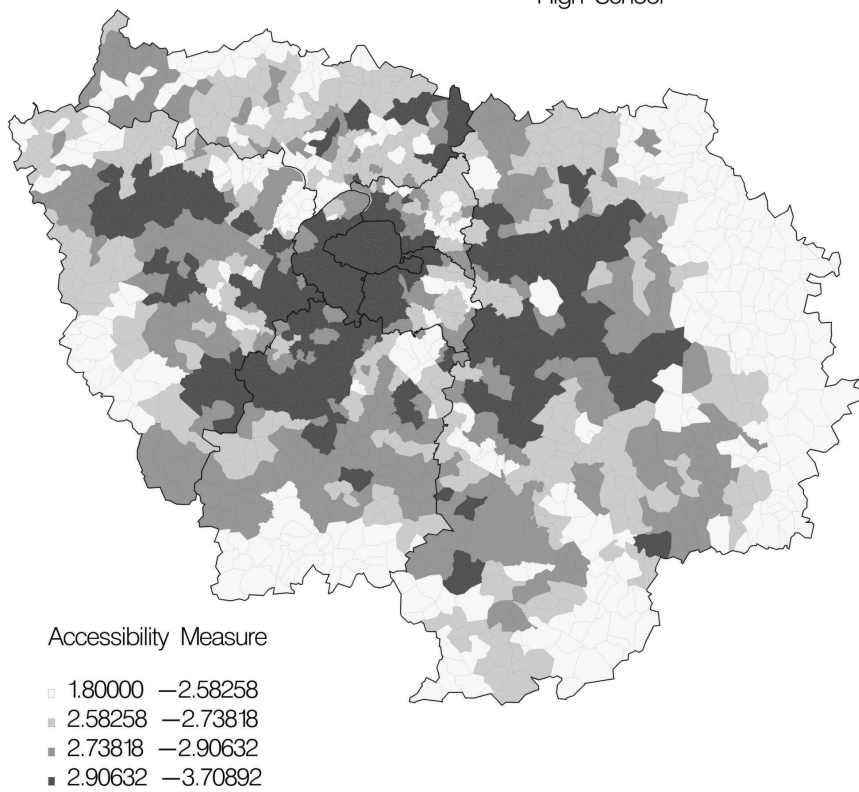 High School
Accessibility Measure
1.80000 –2.58258
2.58258 –2.73818
2.73818 –2.90632
2.90632 –3.70892